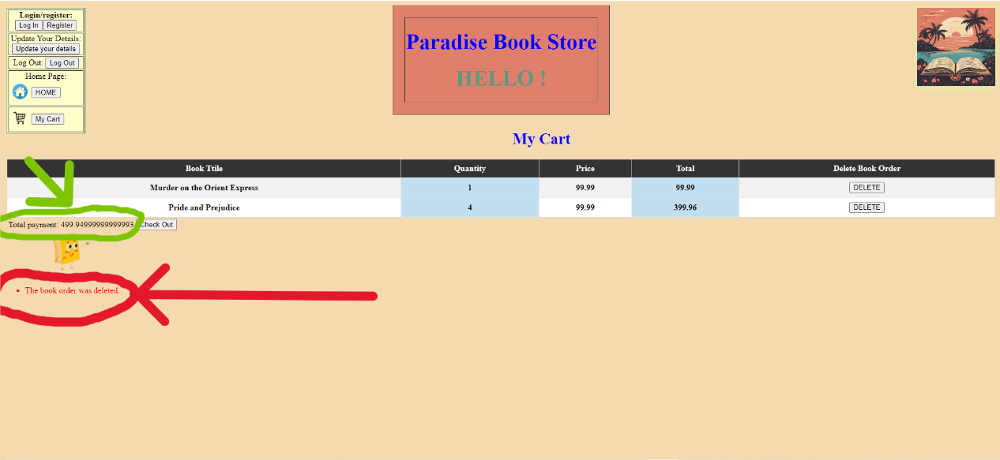 Login/register:
Log In Register
Update Your Details:
Update your details
Log Out: Log Out
Home Page:
HOME
My Cart
Paradise Book Store
HELLO !
My Cart
Book Ttile Quantity Price Total Delete Book Order
Murder on the Orient Express 1 99.99 99.99 DELETE
Pride and Prejudice 4 99.99 399.96 DELETE
Total payment: 499.94999999999993 Check Out
The book order was deleted.